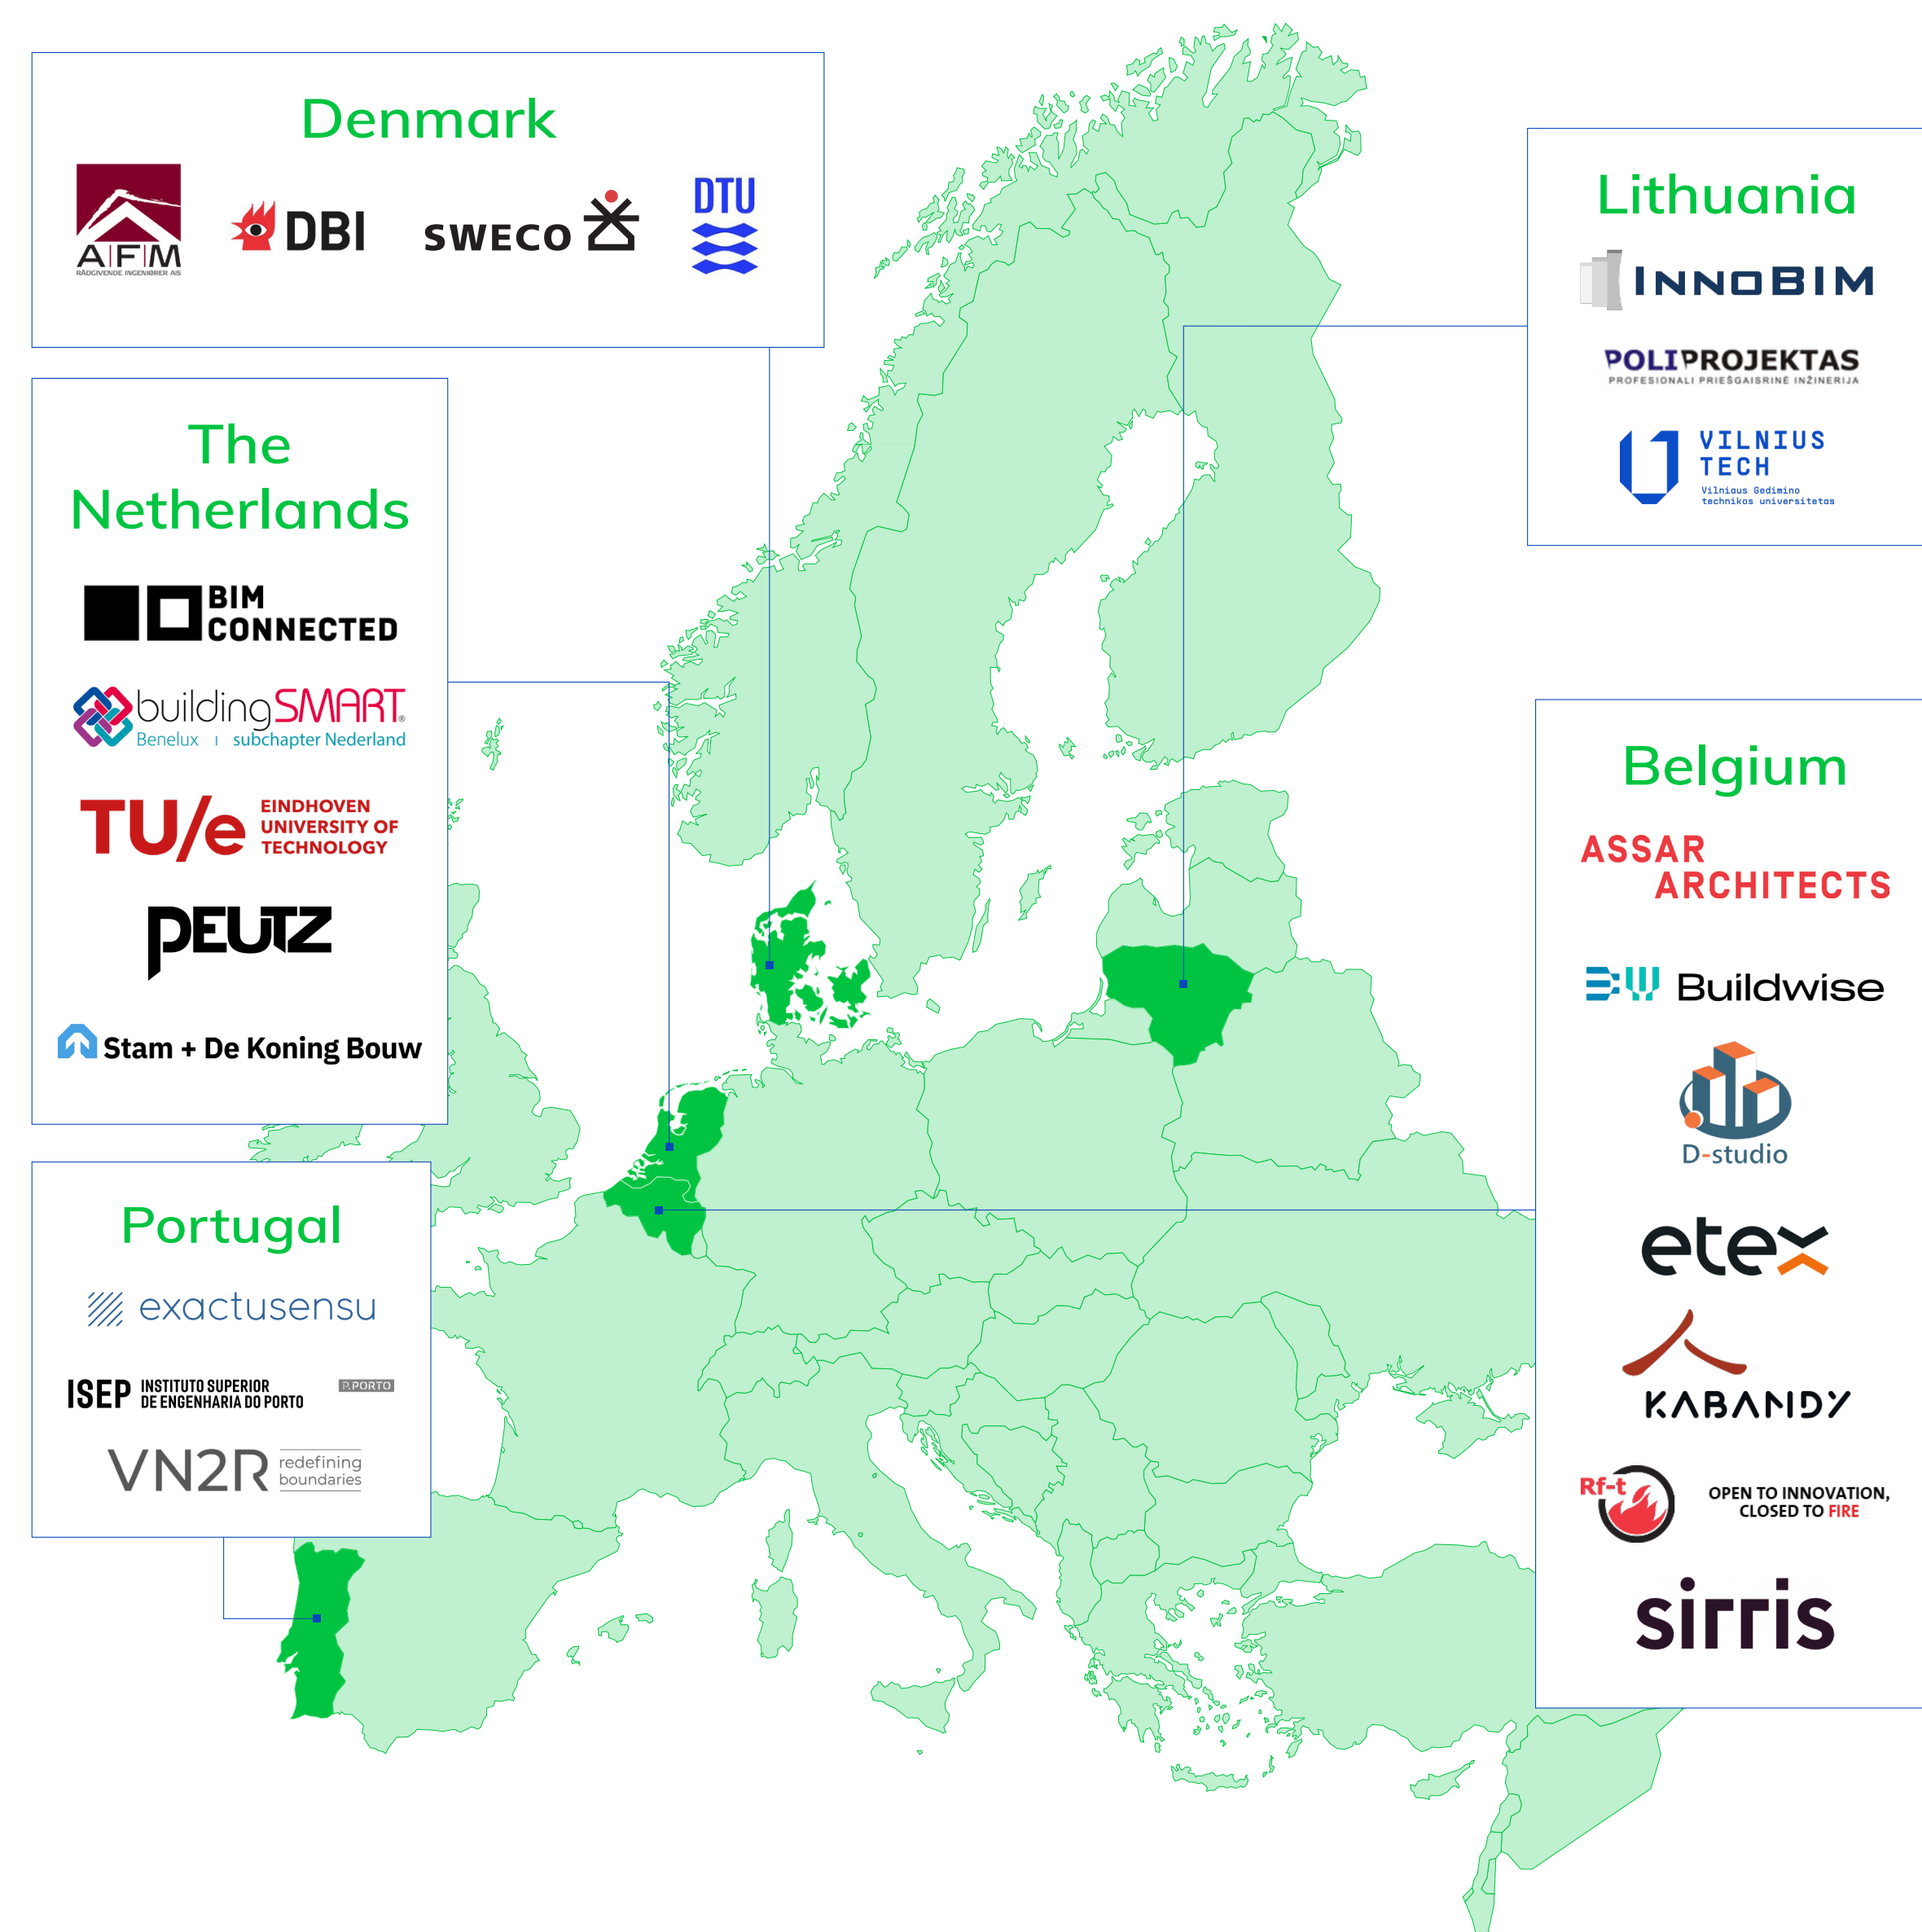 Denmark
A|F|M
RÅDGIVENDE INGENIØRER A/S
DBI
SWECO
DTU
The
Netherlands
BIM
CONNECTED
buildingSMART®
Benelux | subchapter Nederland
TU/e
EINDHOVEN
UNIVERSITY OF
TECHNOLOGY
PEUTZ
Stam + De Koning Bouw
Portugal
exactusensu
ISEP
INSTITUTO SUPERIOR
DE ENGENHARIA DO PORTO
P.PORTO
VN2R
redefining
boundaries
Lithuania
INNOBIM
POLIPROJEKTAS
PROFESIONALI PRIEŠGAISRINĖ INŽINERIJA
VILNIUS
TECH
Vilniaus Gedimino
technikos universitetas
Belgium
ASSAR
ARCHITECTS
Buildwise
D-studio
etex
KABANDY
Rf-t
OPEN TO INNOVATION,
CLOSED TO FIRE
sirris